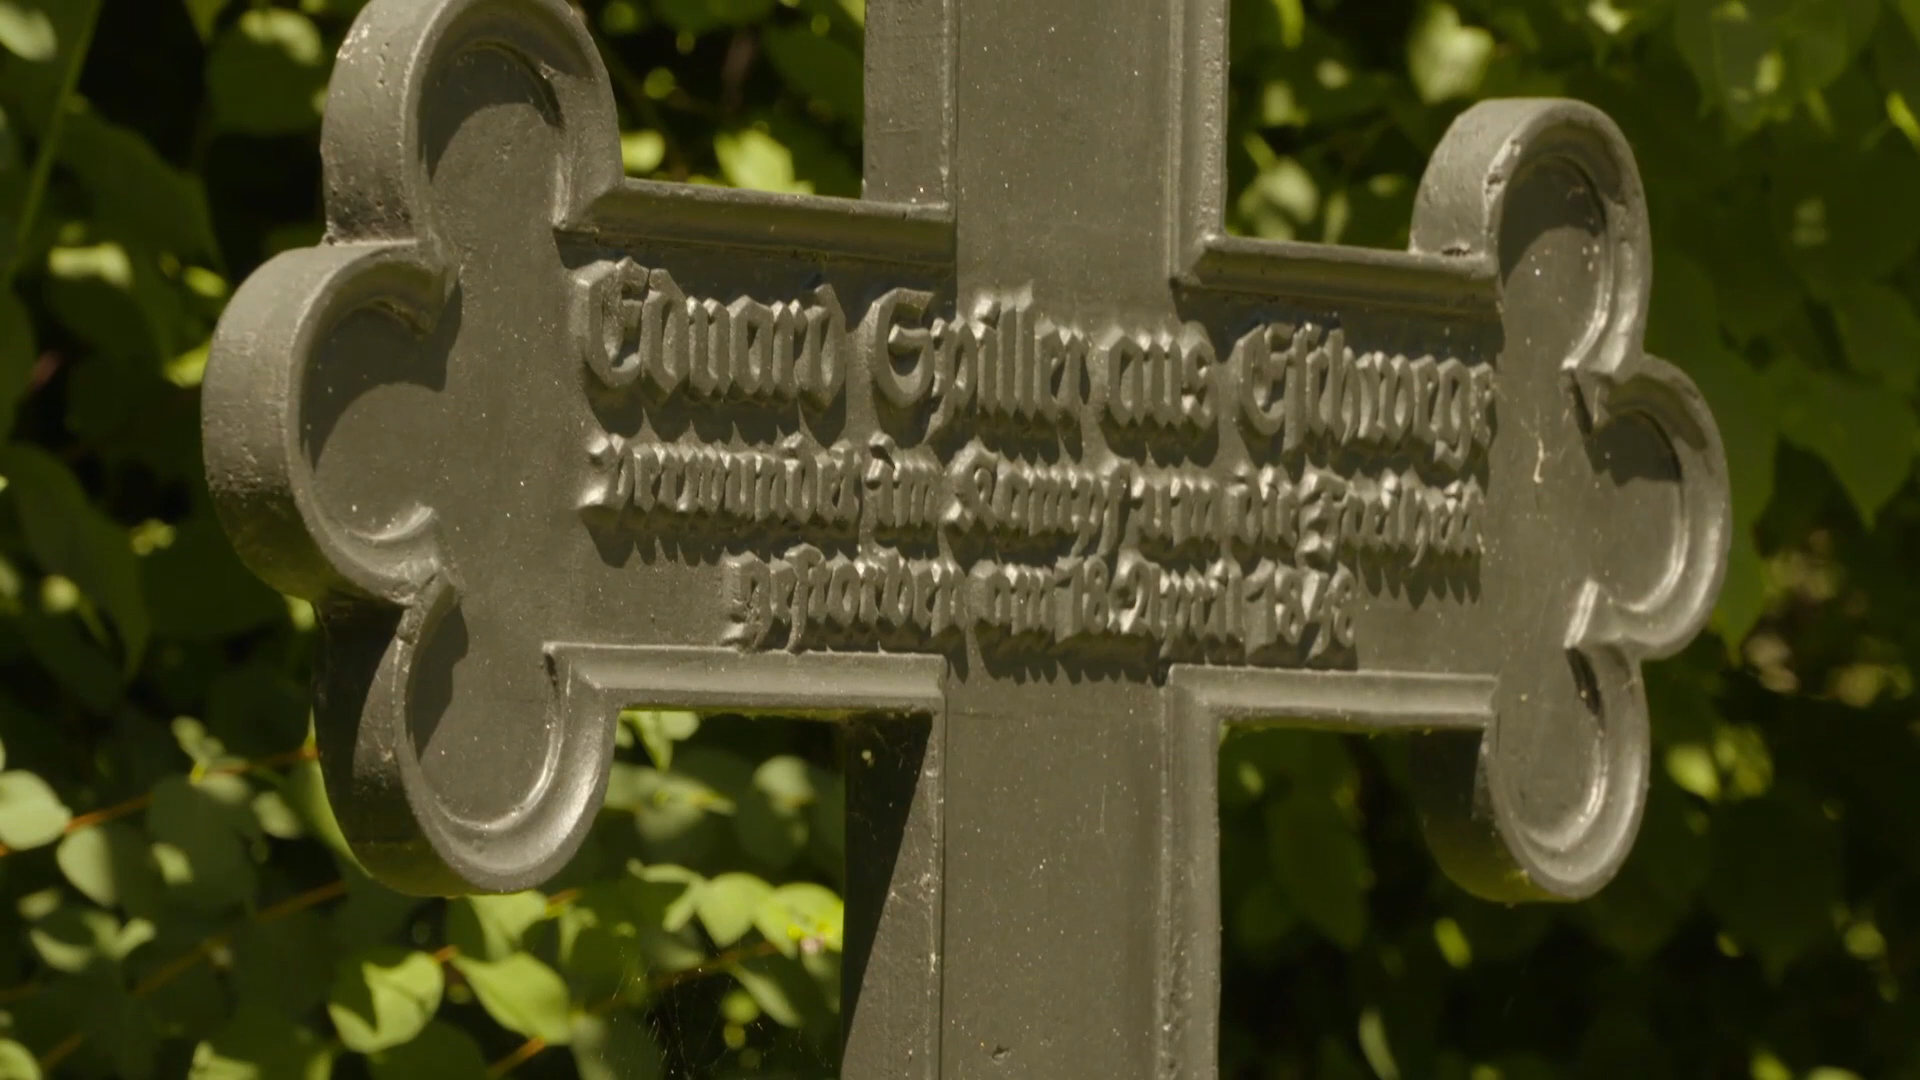 Eduard Spiller aus Eschwege
verwundet im Kampf um die Freiheit
gestorben am 18. April 1848